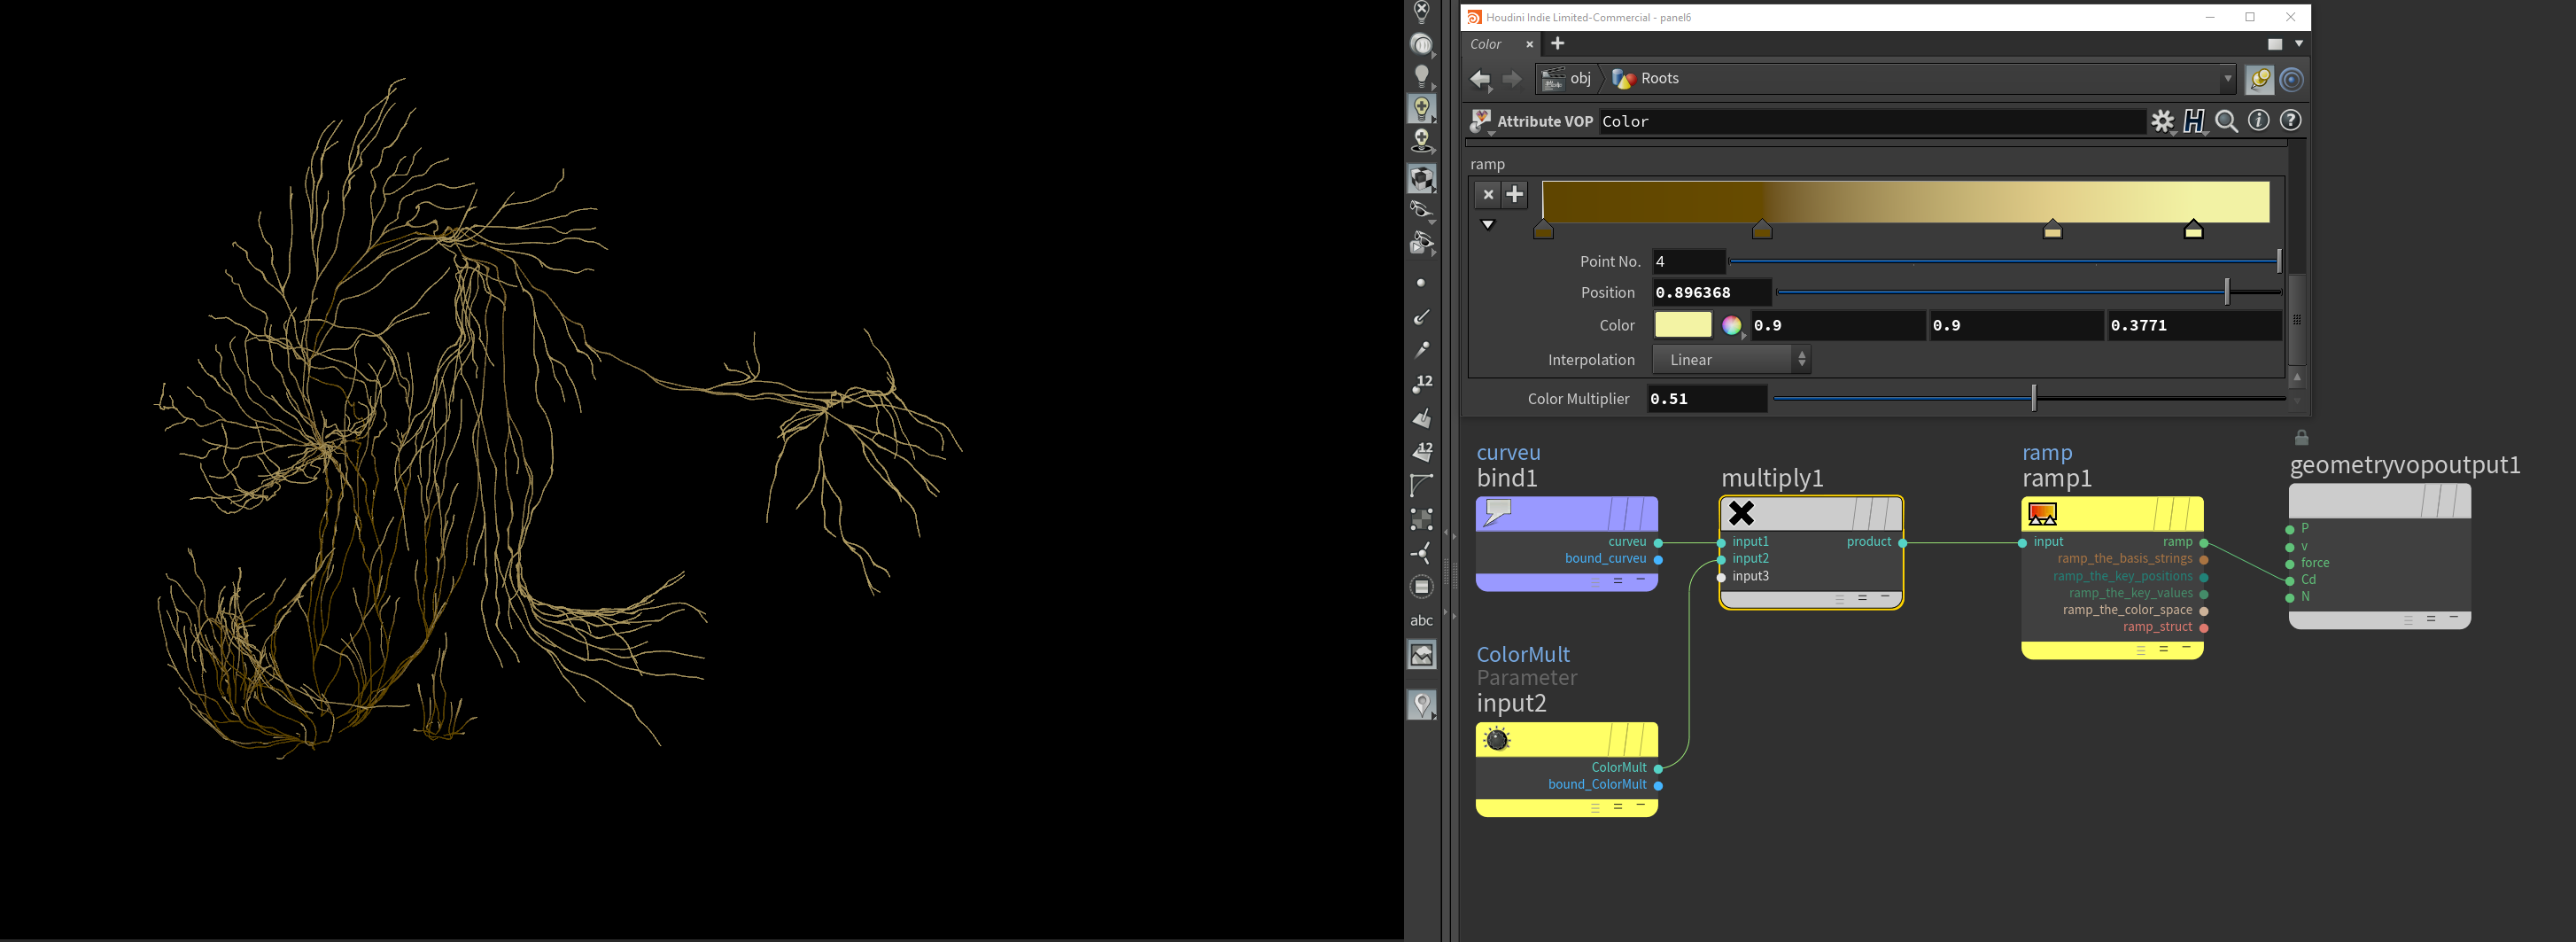 Houdini Indie Limited-Commercial - panel6
Color
obj
Roots
Attribute VOP
Color
ramp
Point No.
4
Position
0.896368
Color
0.9
0.9
0.3771
Interpolation
Linear
Color Multiplier
0.51
12
12
abc
curveu
bind1
curveu
bound_curveu
multiply1
input1
product
input2
input3
ramp
ramp1
input
ramp
ramp_the_basis_strings
ramp_the_key_positions
ramp_the_key_values
ramp_the_color_space
ramp_struct
geometryvopoutput1
P
v
force
Cd
N
ColorMult
Parameter
input2
ColorMult
bound_ColorMult